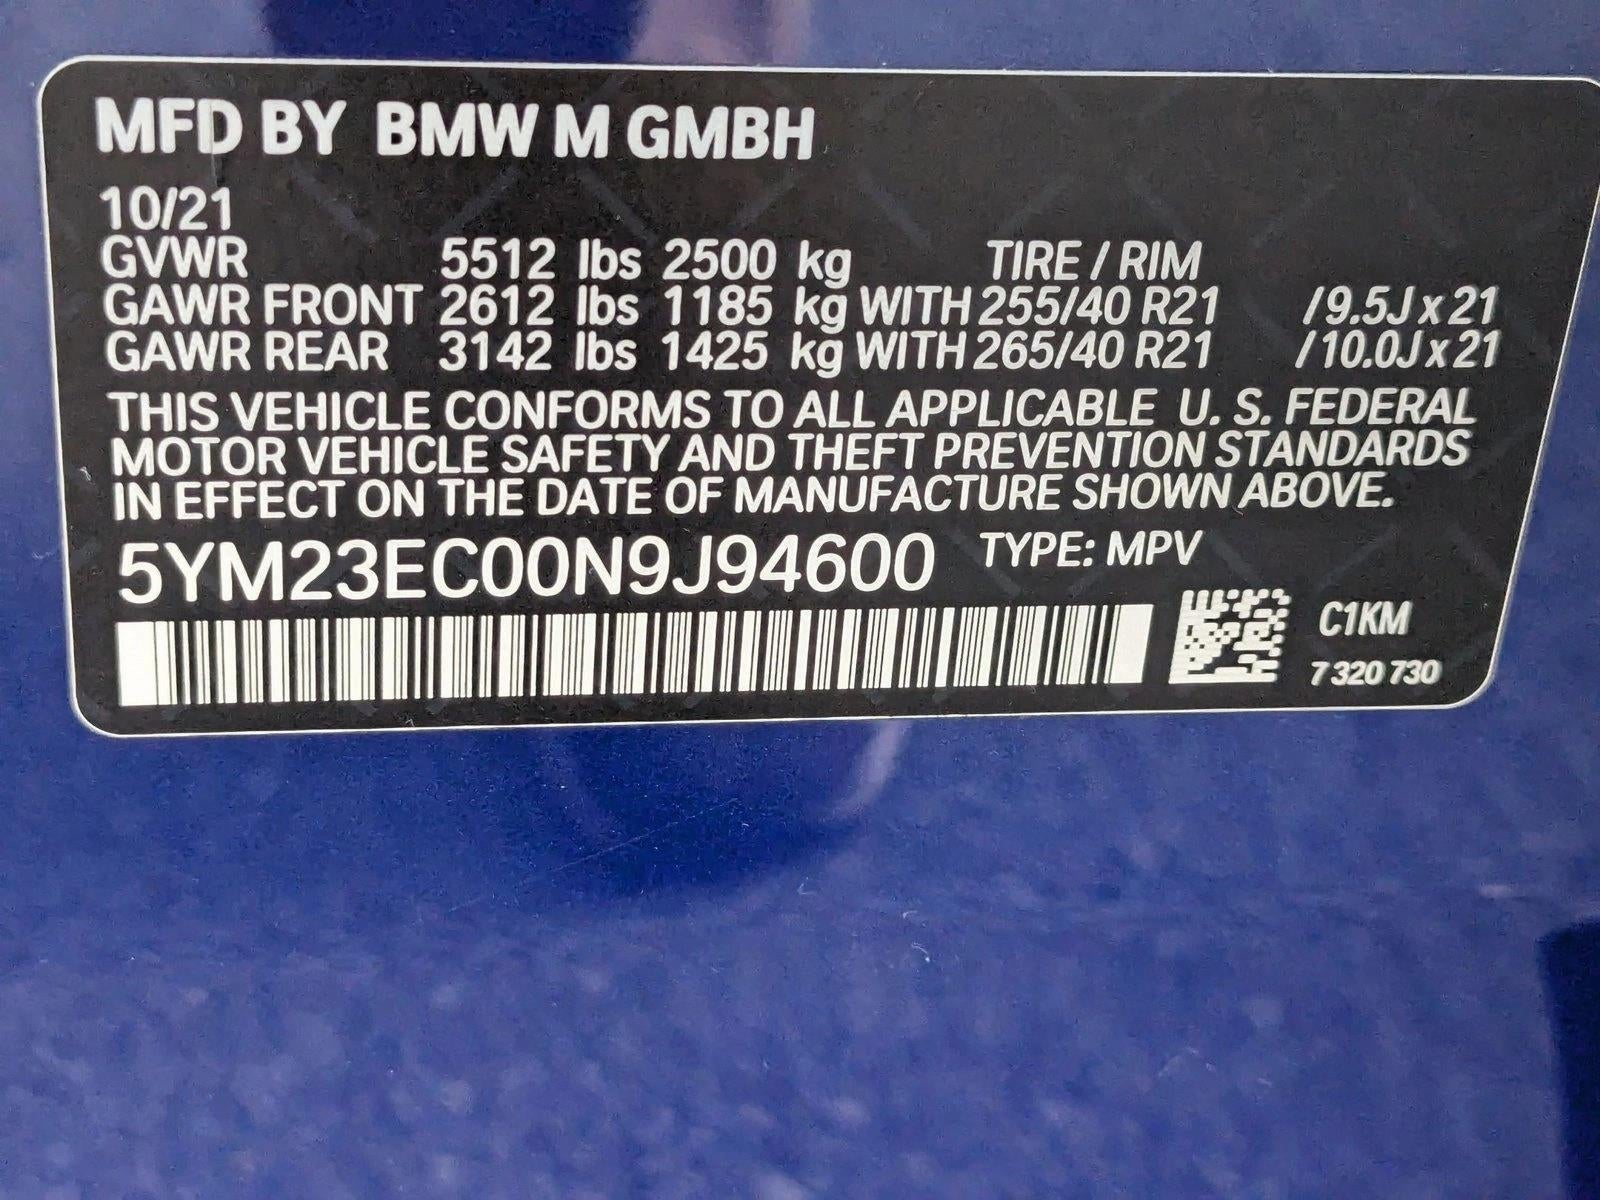 MFD BY BMW M GMBH
10/21
GVWR 5512 lbs 2500 kg TIRE / RIM
GAWR FRONT 2612 lbs 1185 kg WITH 255/40 R21 /9.5J x 21
GAWR REAR 3142 lbs 1425 kg WITH 265/40 R21 /10.0J x 21
THIS VEHICLE CONFORMS TO ALL APPLICABLE U. S. FEDERAL
MOTOR VEHICLE SAFETY AND THEFT PREVENTION STANDARDS
IN EFFECT ON THE DATE OF MANUFACTURE SHOWN ABOVE.
5YM23EC00N9J94600 TYPE: MPV
C1KM
7 320 730